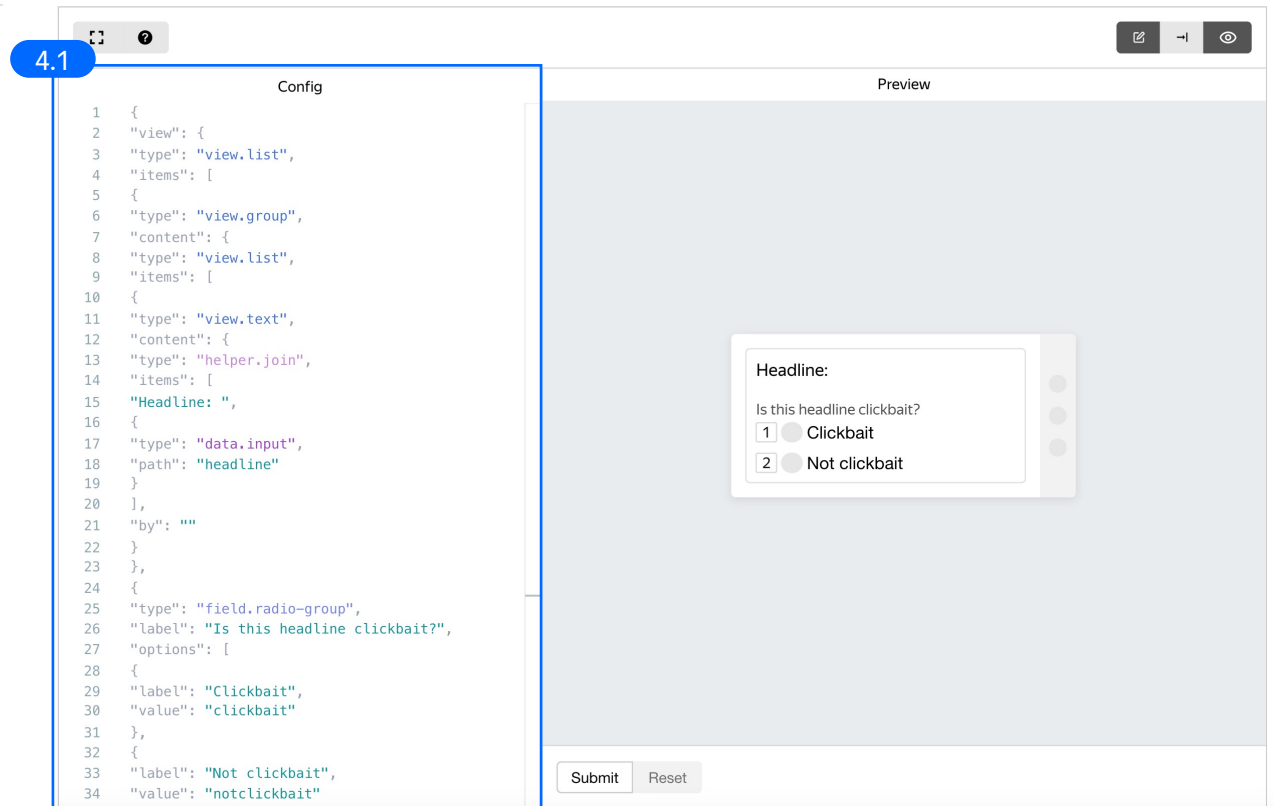 4.1
Config
1 {
2 "view": {
3 "type": "view.list",
4 "items": [
5 {
6 "type": "view.group",
7 "content": {
8 "type": "view.list",
9 "items": [
10 {
11 "type": "view.text",
12 "content": {
13 "type": "helper.join",
14 "items": [
15 "Headline: ",
16 {
17 "type": "data.input",
18 "path": "headline"
19 }
20 ],
21 "by": ""
22 }
23 },
24 {
25 "type": "field.radio-group",
26 "label": "Is this headline clickbait?",
27 "options": [
28 {
29 "label": "Clickbait",
30 "value": "clickbait"
31 },
32 {
33 "label": "Not clickbait",
34 "value": "notclickbait"
Preview
Headline:
Is this headline clickbait?
1 Clickbait
2 Not clickbait
Submit Reset